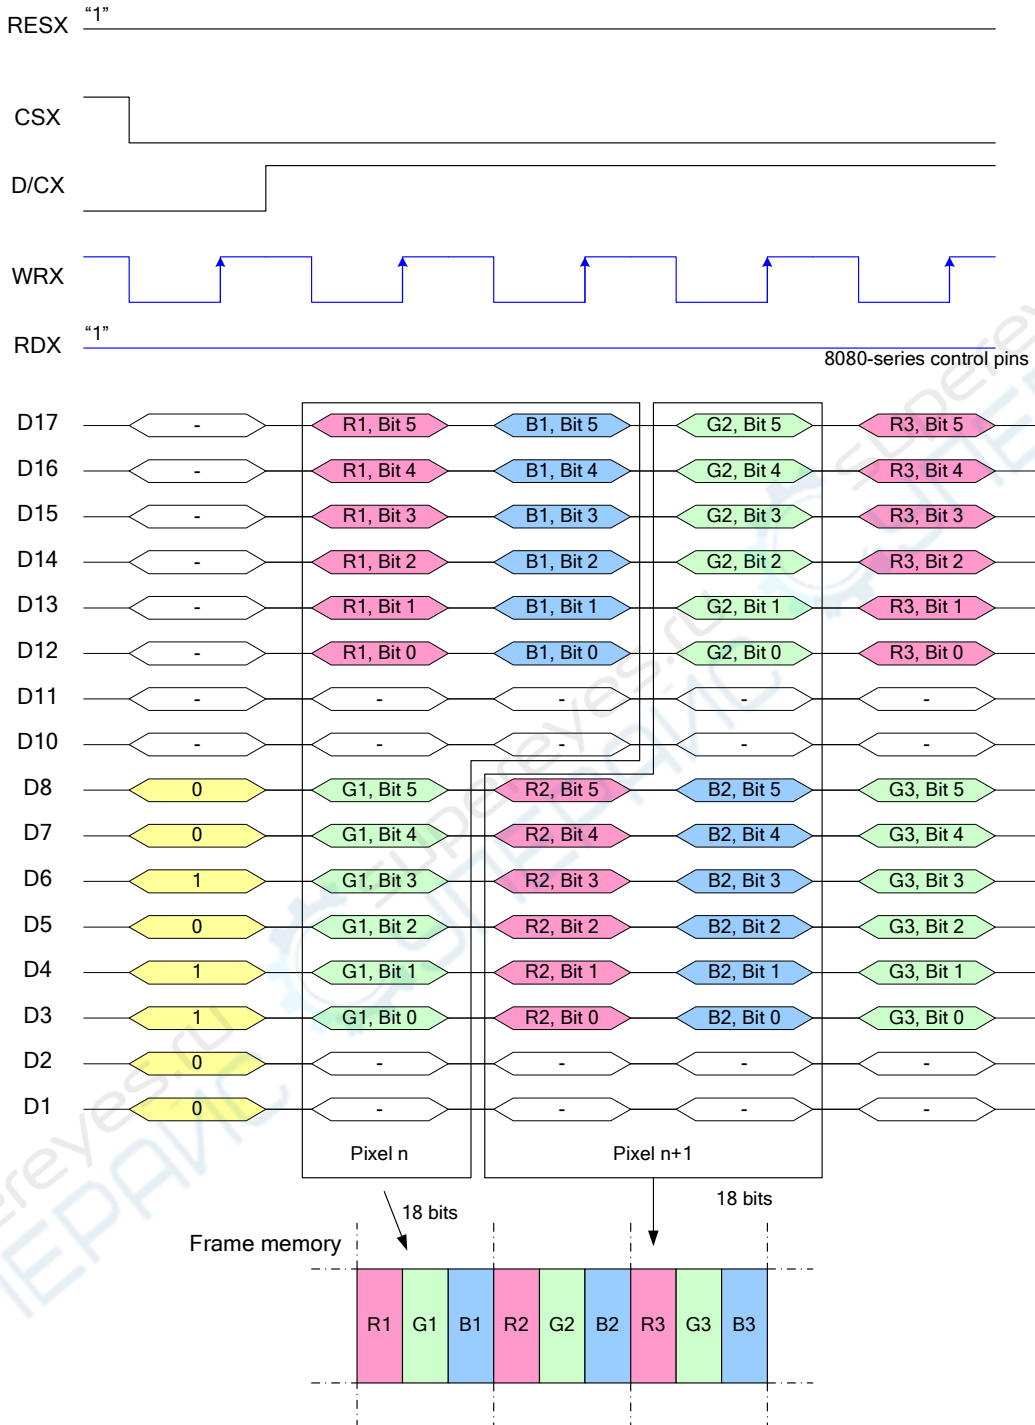 RESX “1”
CSX
D/CX
WRX
RDX “1”
8080-series control pins
D17 - R1, Bit 5 B1, Bit 5 G2, Bit 5 R3, Bit 5
D16 - R1, Bit 4 B1, Bit 4 G2, Bit 4 R3, Bit 4
D15 - R1, Bit 3 B1, Bit 3 G2, Bit 3 R3, Bit 3
D14 - R1, Bit 2 B1, Bit 2 G2, Bit 2 R3, Bit 2
D13 - R1, Bit 1 B1, Bit 1 G2, Bit 1 R3, Bit 1
D12 - R1, Bit 0 B1, Bit 0 G2, Bit 0 R3, Bit 0
D11 - - - - -
D10 - - - - -
D8 0 G1, Bit 5 R2, Bit 5 B2, Bit 5 G3, Bit 5
D7 0 G1, Bit 4 R2, Bit 4 B2, Bit 4 G3, Bit 4
D6 1 G1, Bit 3 R2, Bit 3 B2, Bit 3 G3, Bit 3
D5 0 G1, Bit 2 R2, Bit 2 B2, Bit 2 G3, Bit 2
D4 1 G1, Bit 1 R2, Bit 1 B2, Bit 1 G3, Bit 1
D3 1 G1, Bit 0 R2, Bit 0 B2, Bit 0 G3, Bit 0
D2 0 - - - -
D1 0 - - - -
Pixel n Pixel n+1
18 bits 18 bits
Frame memory
R1 G1 B1 R2 G2 B2 R3 G3 B3
supereyes.ru
СУПЕРАЙС